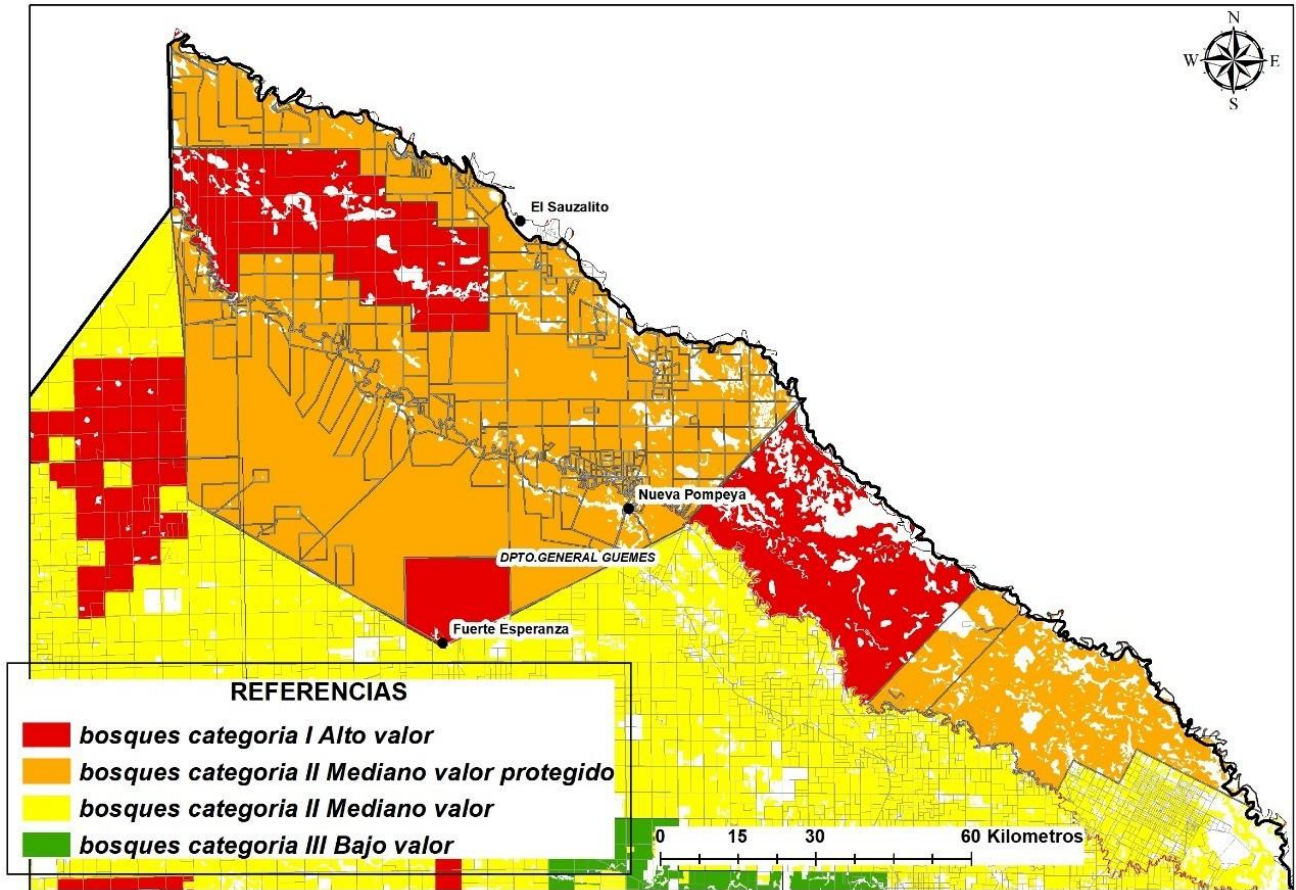 N
W E
S
El Sauzalito
Nueva Pompeya
DPTO.GENERAL GUEMES
Fuerte Esperanza
REFERENCIAS
bosques categoria I Alto valor
bosques categoria II Mediano valor protegido
bosques categoria II Mediano valor
bosques categoria III Bajo valor
0 15 30 60 Kilometros